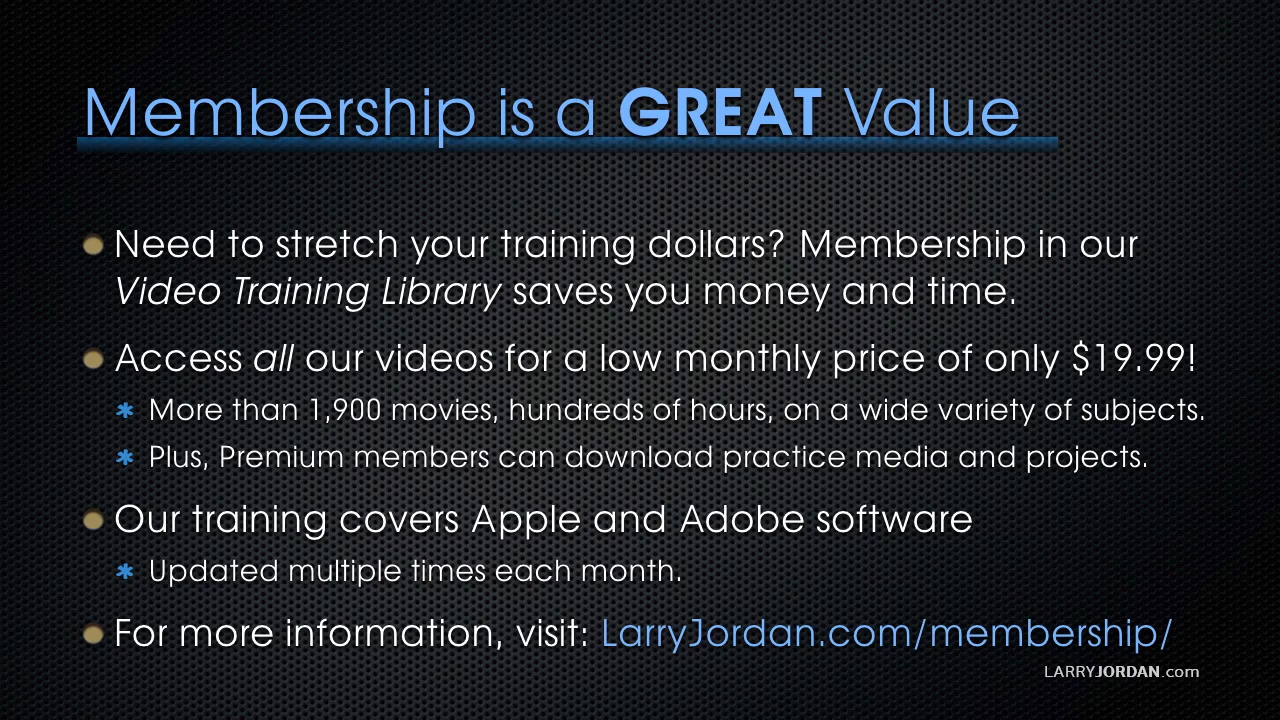 Membership is a GREAT Value
Need to stretch your training dollars? Membership in our
Video Training Library saves you money and time.
Access all our videos for a low monthly price of only $19.99!
More than 1,900 movies, hundreds of hours, on a wide variety of subjects.
Plus, Premium members can download practice media and projects.
Our training covers Apple and Adobe software
Updated multiple times each month.
For more information, visit: LarryJordan.com/membership/
LARRYJORDAN.com